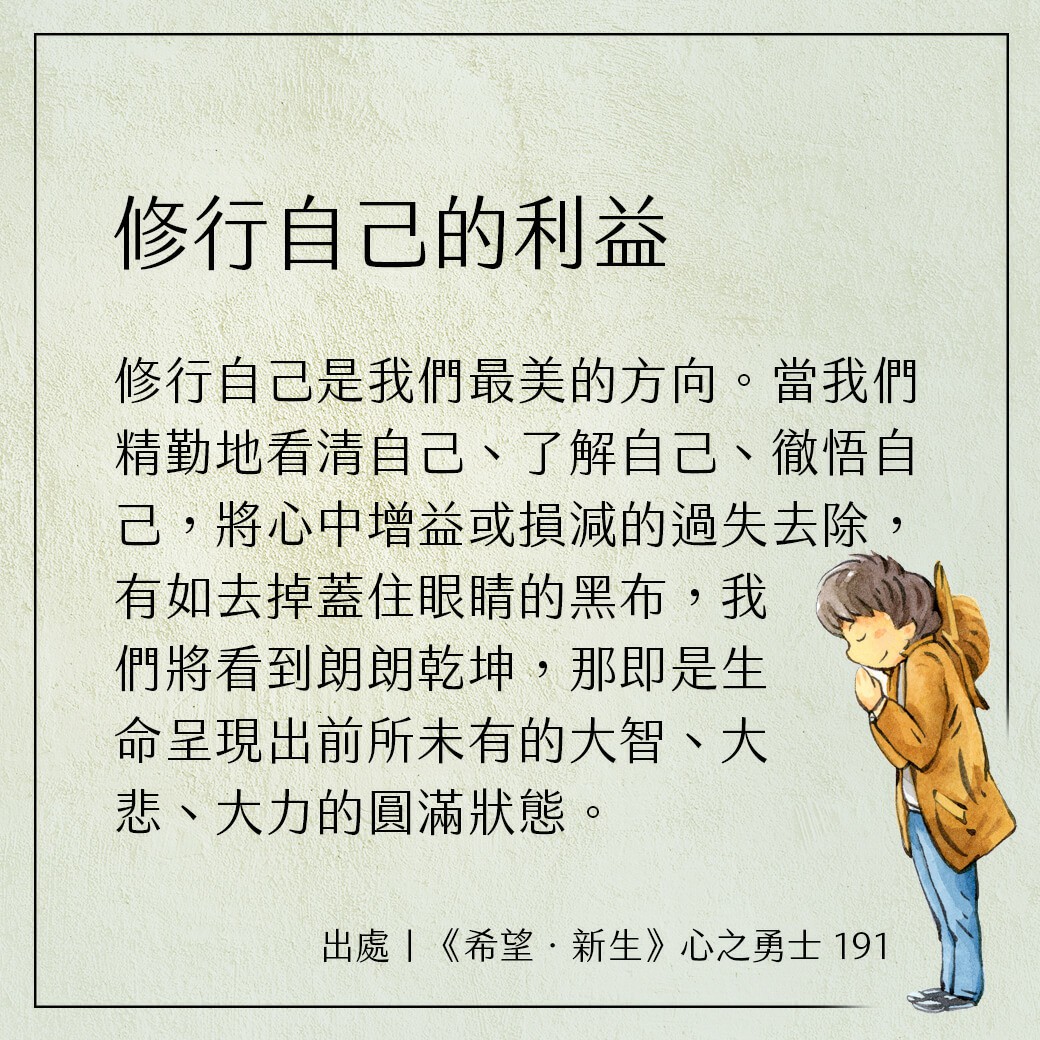 修行自己的利益
修行自己是我們最美的方向。當我們
精勤地看清自己、了解自己、徹悟自
己，將心中增益或損減的過失去除，
有如去掉蓋住眼睛的黑布，我
們將看到朗朗乾坤，那即是生
命呈現出前所未有的大智、大
悲、大力的圓滿狀態。
出處|《希望·新生》心之勇士 191